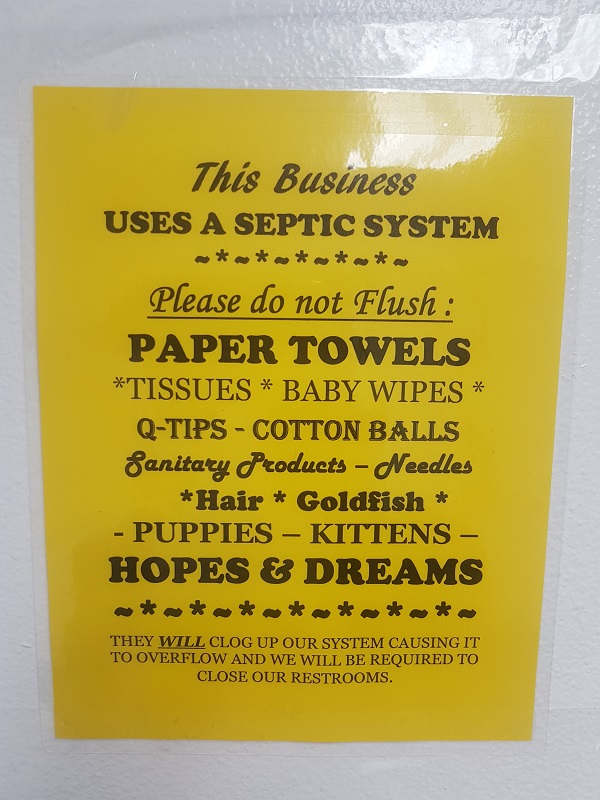 This Business
USES A SEPTIC SYSTEM
~*~*~*~*~*~
Please do not Flush :
PAPER TOWELS
*TISSUES * BABY WIPES *
Q-TIPS - COTTON BALLS
Sanitary Products – Needles
*Hair * Goldfish *
- PUPPIES – KITTENS –
HOPES & DREAMS
~*~*~*~*~*~*~*~
THEY WILL CLOG UP OUR SYSTEM CAUSING IT
TO OVERFLOW AND WE WILL BE REQUIRED TO
CLOSE OUR RESTROOMS.